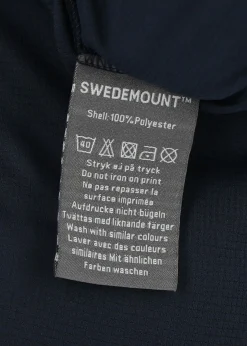 SWEDEMOUNT™
Shell:100%Polyester
40
Stryk ej på tryck
Do not iron on print
Ne pas repasser la
surface imprimée
Aufdrucke nicht bügeln
Tvättas med liknande färger
Wash with similar colours
Laver avec des couleurs
similaires Mit ähnlichen
Farben waschen